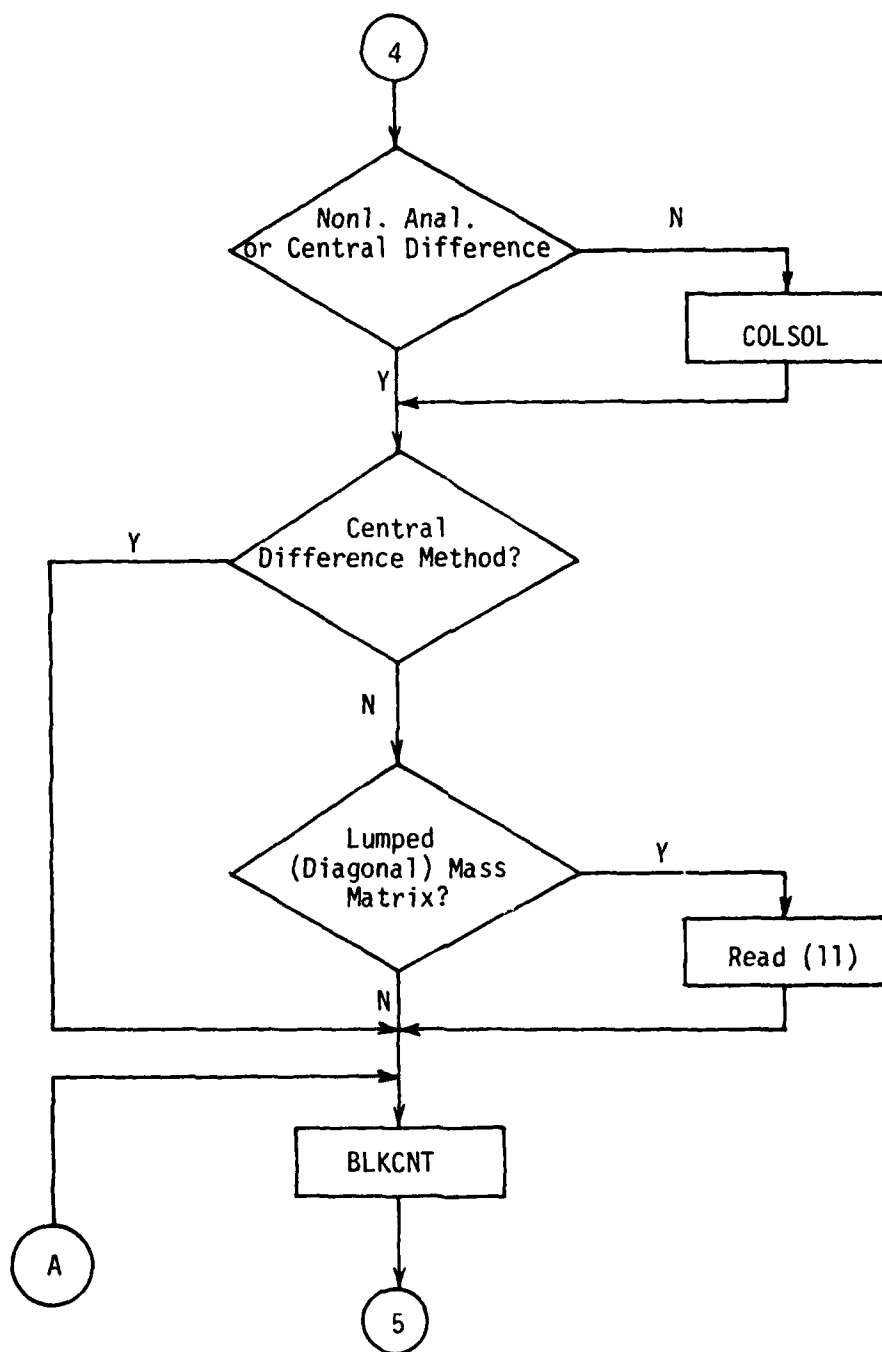 4
Nonl. Anal.
or Central Difference
N
COLSOL
Y
Central
Difference Method?
Y
N
Lumped
(Diagonal) Mass
Matrix?
Y
Read (11)
N
BLKCNT
A
5